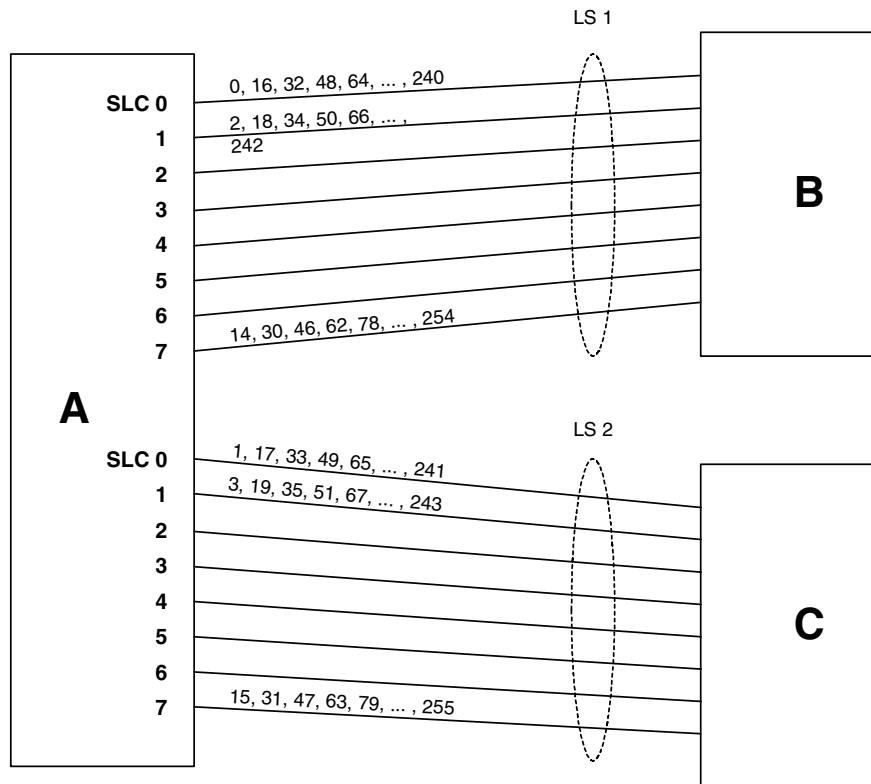 LS 1
SLC 0
0, 16, 32, 48, 64, ... , 240
1
2, 18, 34, 50, 66, ... ,
242
2
3
4
5
6
7
14, 30, 46, 62, 78, ... , 254
B
A
LS 2
SLC 0
1, 17, 33, 49, 65, ... , 241
1
3, 19, 35, 51, 67, ... , 243
2
3
4
5
6
7
15, 31, 47, 63, 79, ... , 255
C